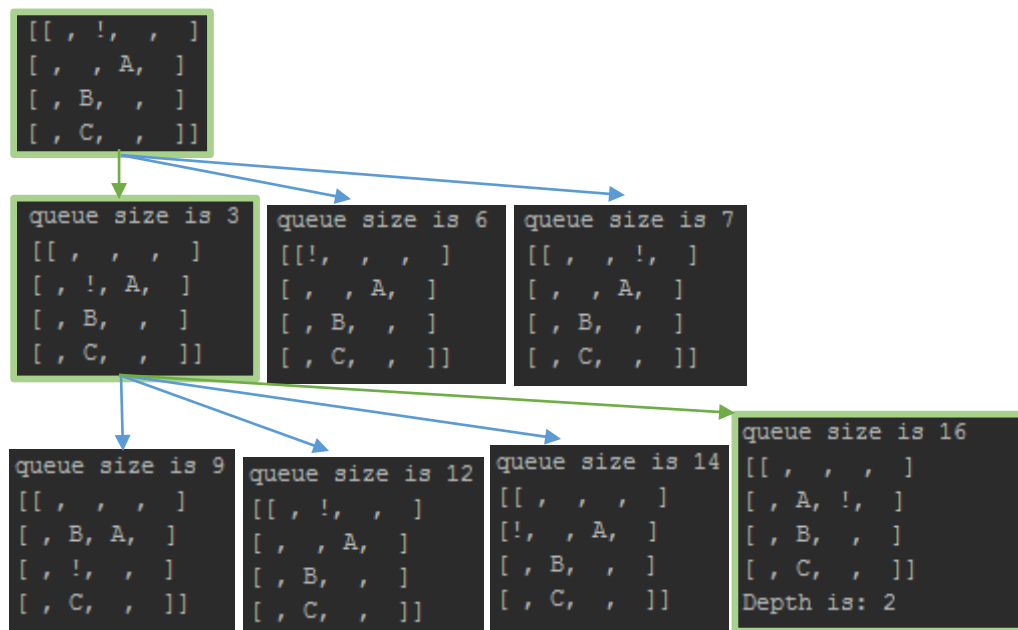 [[ , !, , ]
[ , , A, ]
[ , B, , ]
[ , C, , ]]
queue size is 3
[[ , , , ]
[ , !, A, ]
[ , B, , ]
[ , C, , ]]
queue size is 6
[[!, , , ]
[ , , A, ]
[ , B, , ]
[ , C, , ]]
queue size is 7
[[ , , !, ]
[ , , A, ]
[ , B, , ]
[ , C, , ]]
queue size is 9
[[ , , , ]
[ , B, A, ]
[ , !, , ]
[ , C, , ]]
queue size is 12
[[ , !, , ]
[ , , A, ]
[ , B, , ]
[ , C, , ]]
queue size is 14
[[ , , , ]
[!, , A, ]
[ , B, , ]
[ , C, , ]]
queue size is 16
[[ , , , ]
[ , A, !, ]
[ , B, , ]
[ , C, , ]]
Depth is: 2